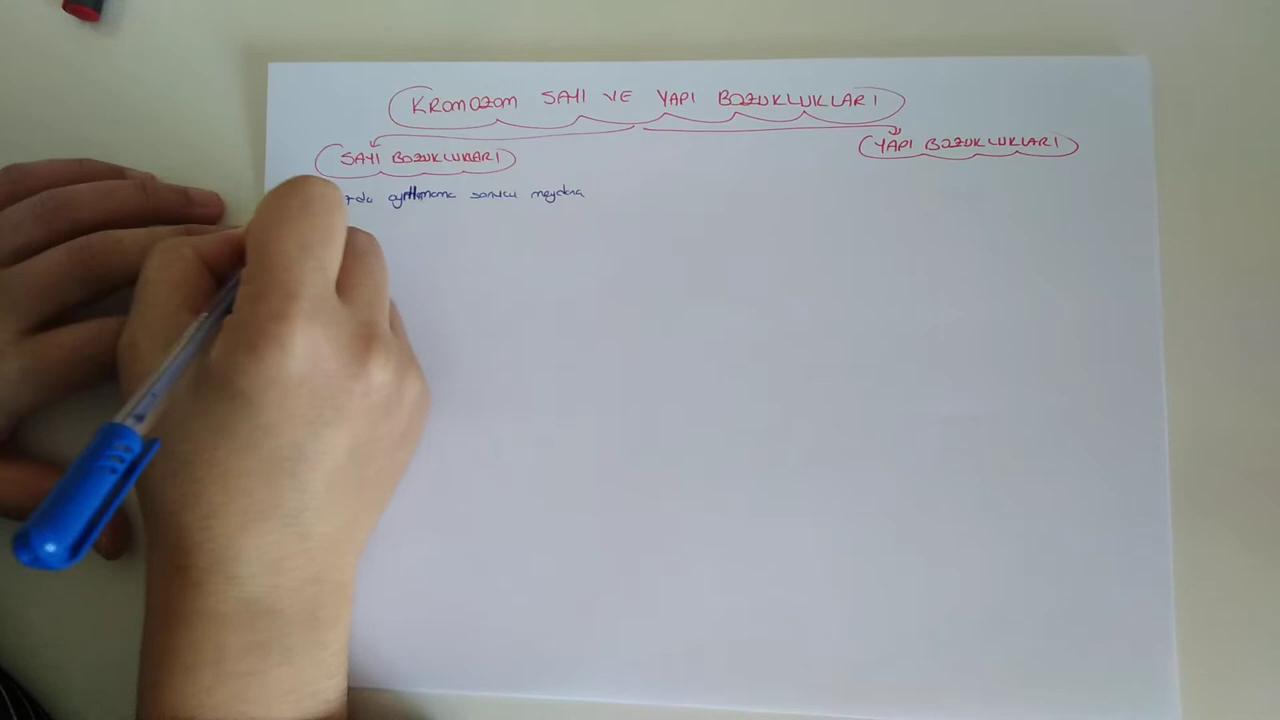 KROMOZOM SAYI VE YAPI BOZUKLUKLARI
SAYI BOZUKLUKLARI
YAPI BOZUKLUKLARI
ayrılmama sonucu meydana